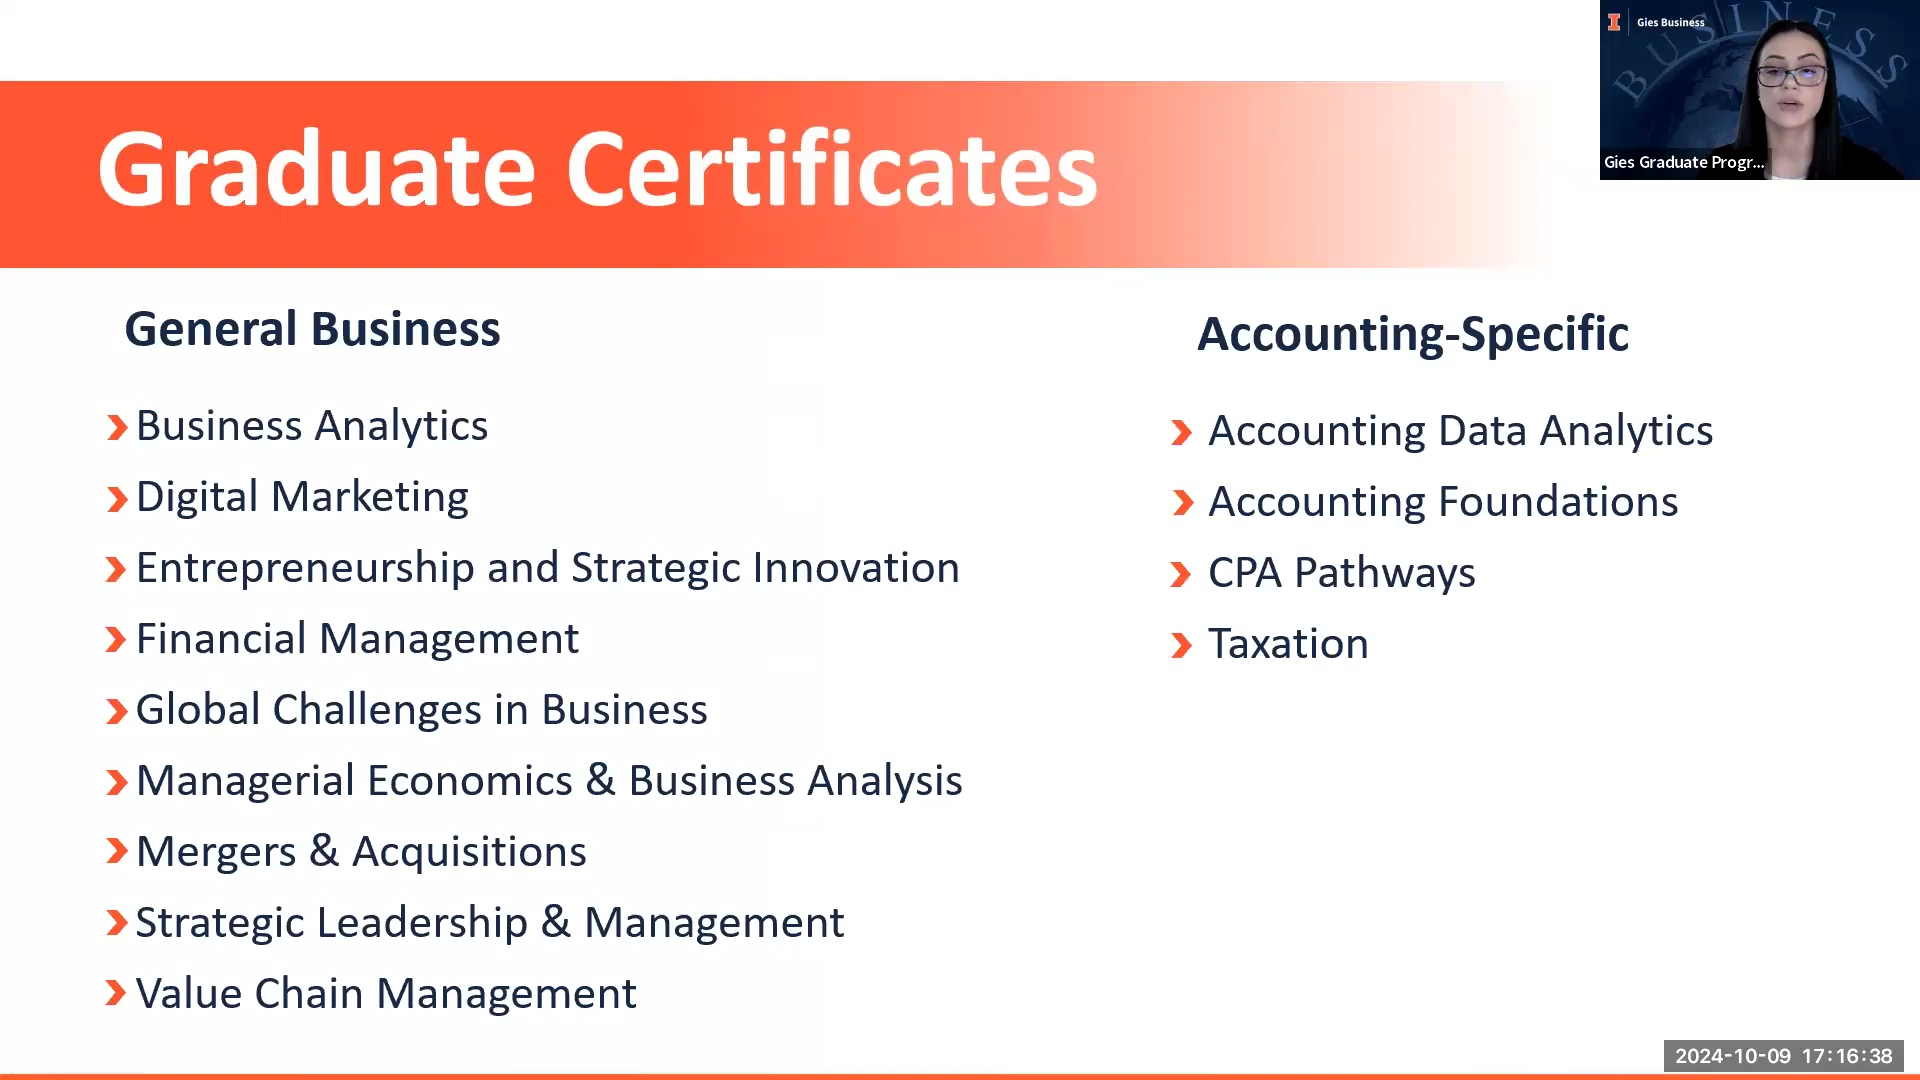 Graduate Certificates
General Business
Business Analytics
Digital Marketing
Entrepreneurship and Strategic Innovation
Financial Management
Global Challenges in Business
Managerial Economics & Business Analysis
Mergers & Acquisitions
Strategic Leadership & Management
Value Chain Management
Accounting-Specific
Accounting Data Analytics
Accounting Foundations
CPA Pathways
Taxation
I Gies Business
BUSINESS
Gies Graduate Progr...
2024-10-09 17:16:38